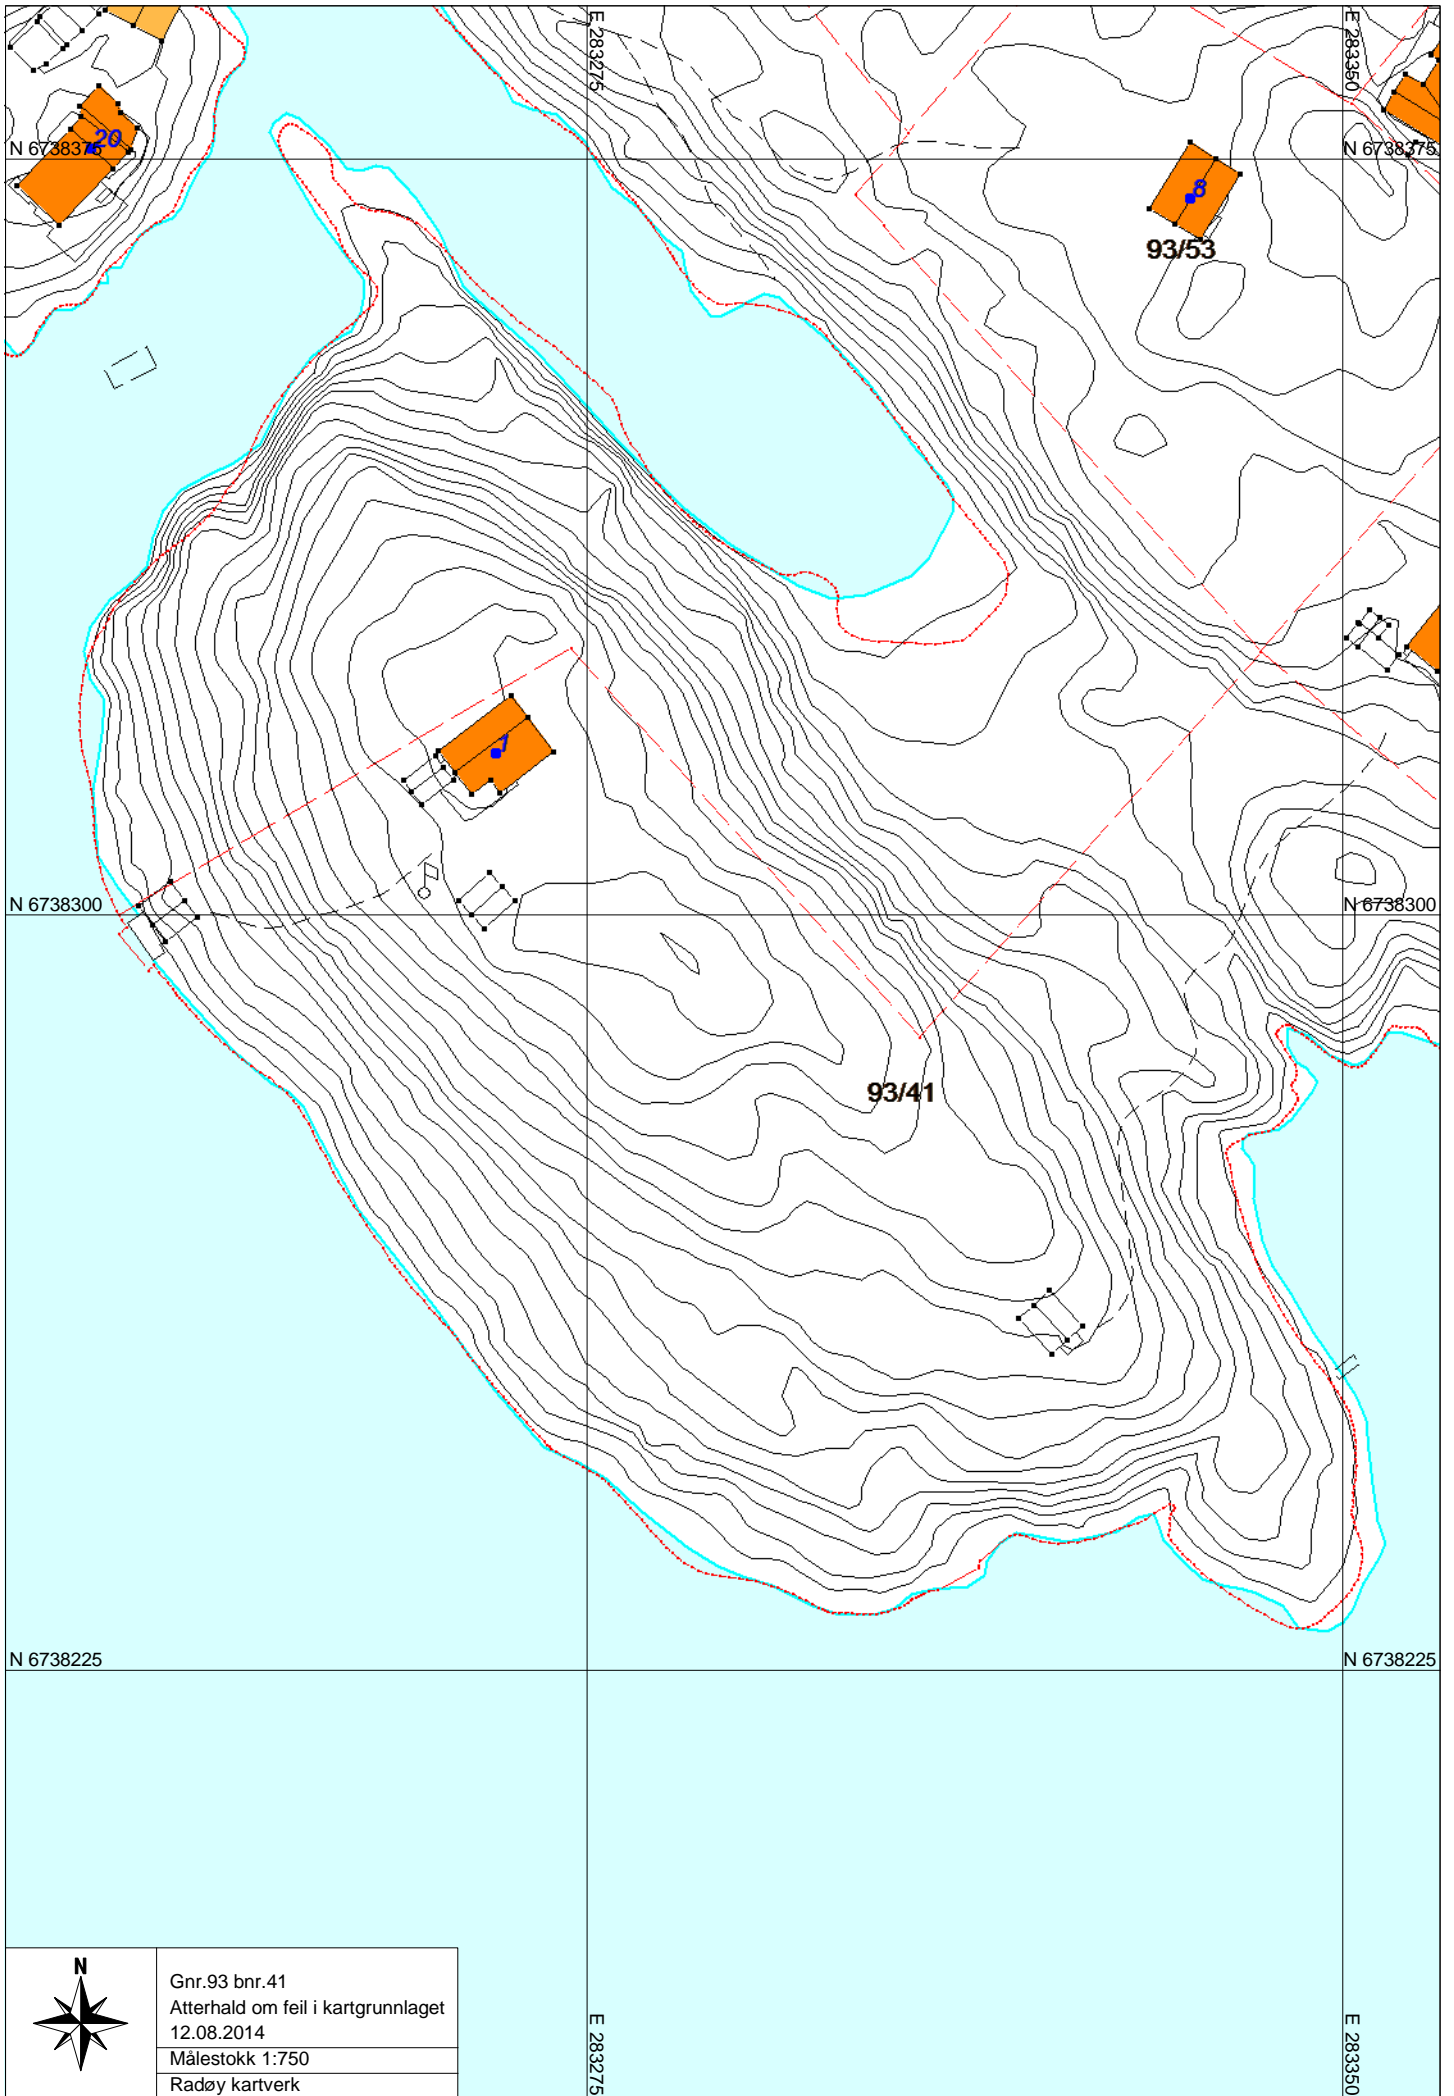 E 283275
E 283350
20
N 6738375
N 6738375
8
93/53
1
N 6738300
N 6738300
93/41
N 6738225
N 6738225
N
Gnr.93 bnr.41
Atterhald om feil i kartgrunnlaget
12.08.2014
Målestokk 1:750
Radøy kartverk
E 283275
E 283350